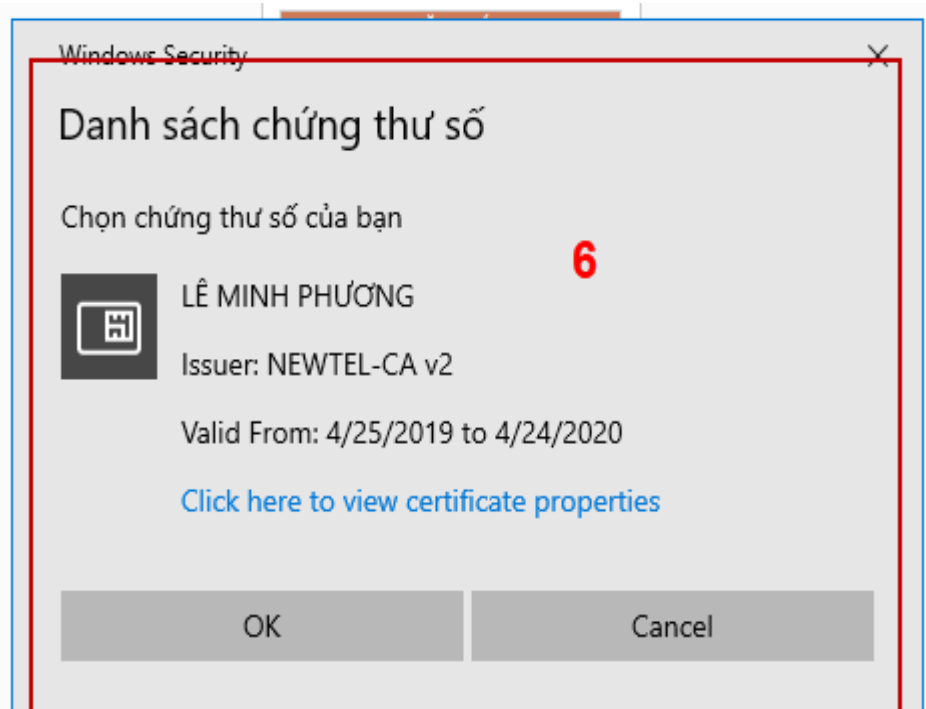 Windows Security
Danh sách chứng thư số
Chọn chứng thư số của bạn
6
LÊ MINH PHƯƠNG
Issuer: NEWTEL-CA v2
Valid From: 4/25/2019 to 4/24/2020
Click here to view certificate properties
OK
Cancel